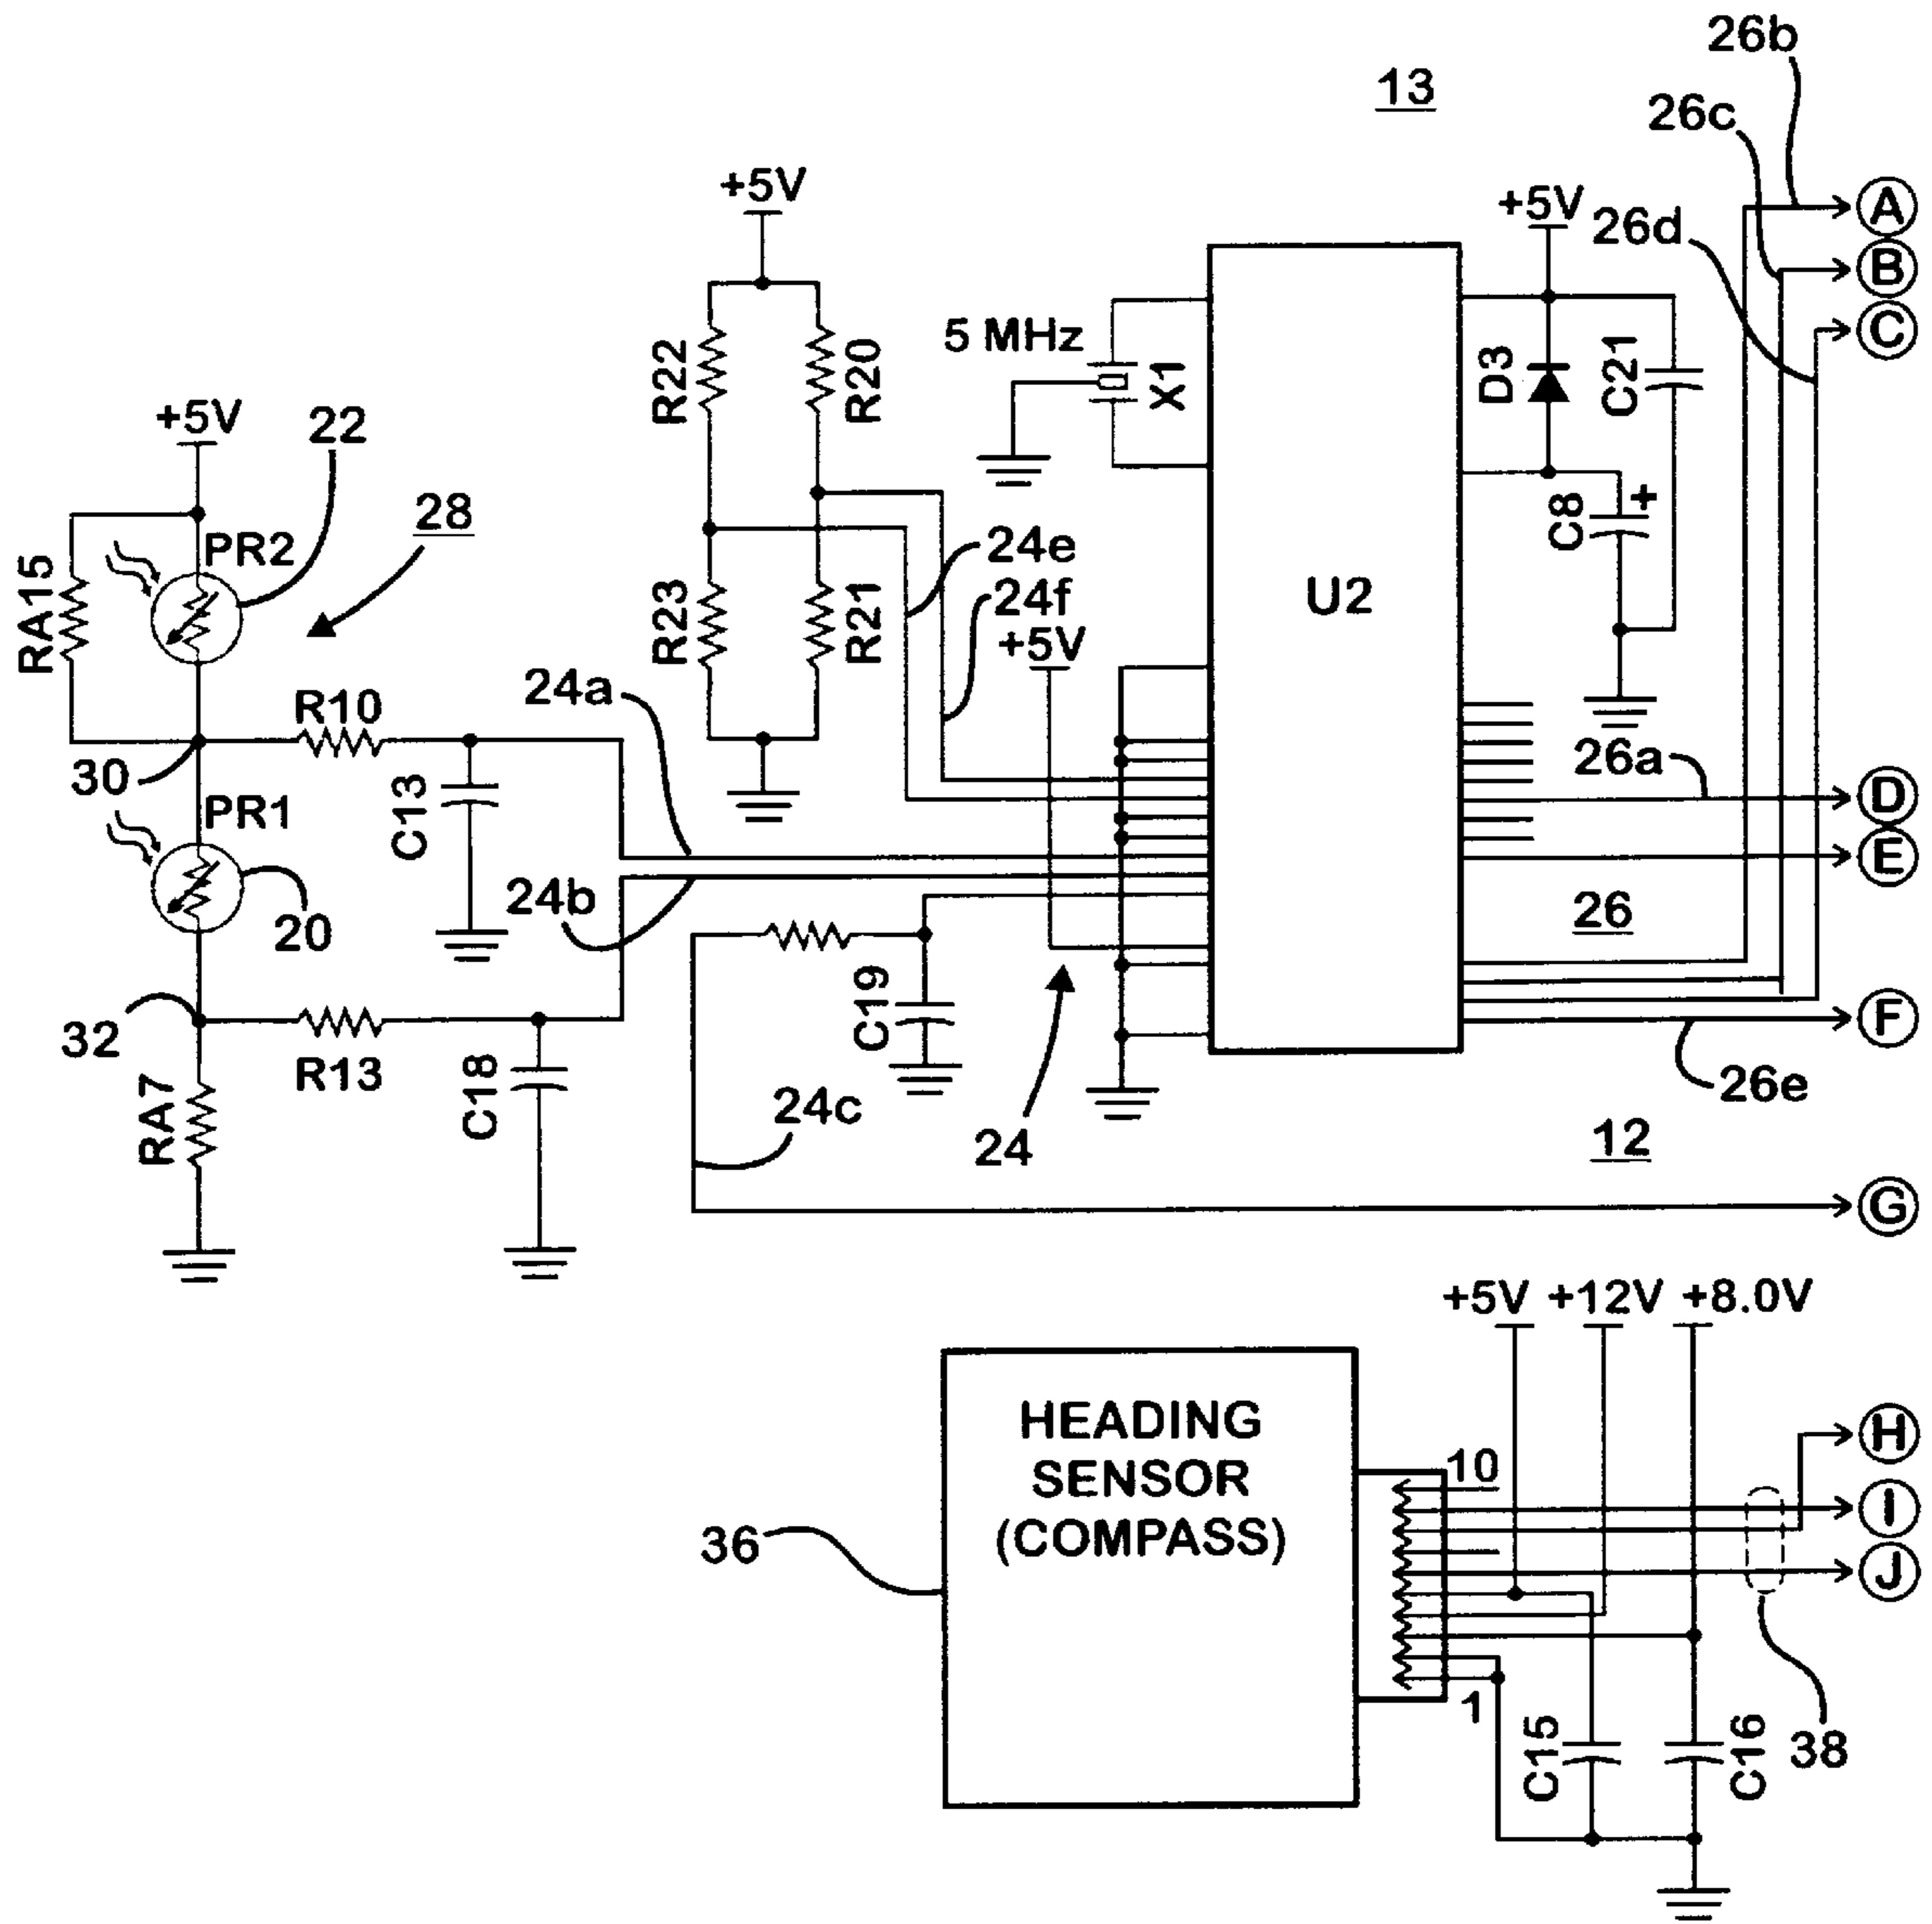 26b
13
26c
+5V
+5V
26d
A
B
C
5 MHz
X1
R22
R20
D3
C21
+5V
22
28
PR2
RA15
C8
+
24e
24f
R23
R21
+5V
U2
24a
R10
30
PR1
C13
26a
D
E
24b
20
26
C19
32
R13
C18
RA7
24c
24
F
26e
12
G
+5V +12V +8.0V
HEADING
SENSOR
(COMPASS)
10
H
I
J
36
1
C15
C16
38